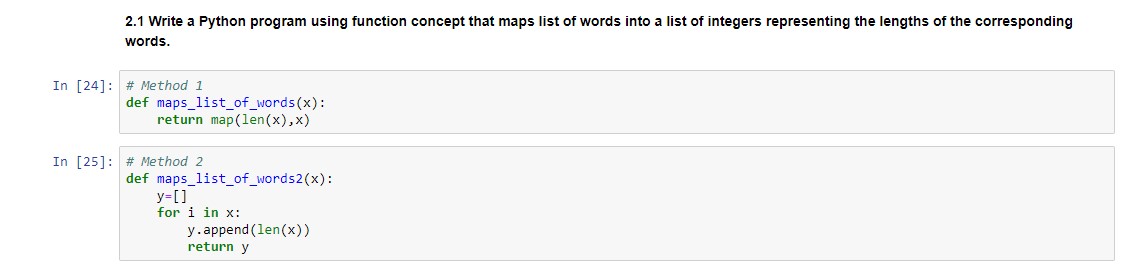 2.1 Write a Python program using function concept that maps list of words into a list of integers representing the lengths of the corresponding
words.
In [24]: # Method 1
def maps_list_of_words(x):
    return map(len(x),x)
In [25]: # Method 2
def maps_list_of_words2(x):
    y=[]
    for i in x:
        y.append(len(x))
        return y